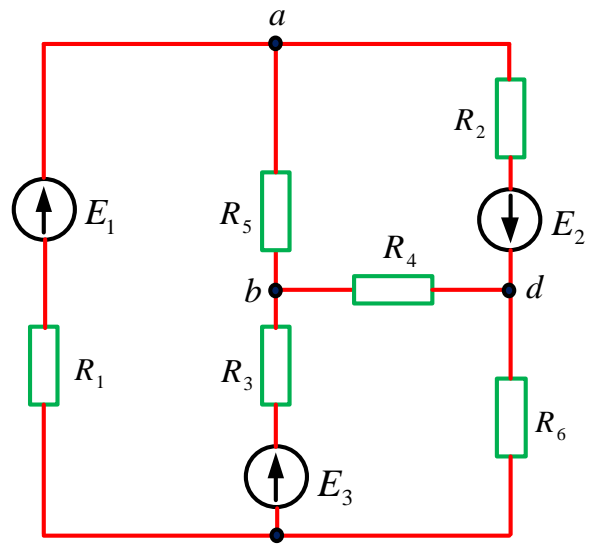 a
R₂
E₁
R₅
E₂
R₄
b
d
R₁
R₃
R₆
E₃